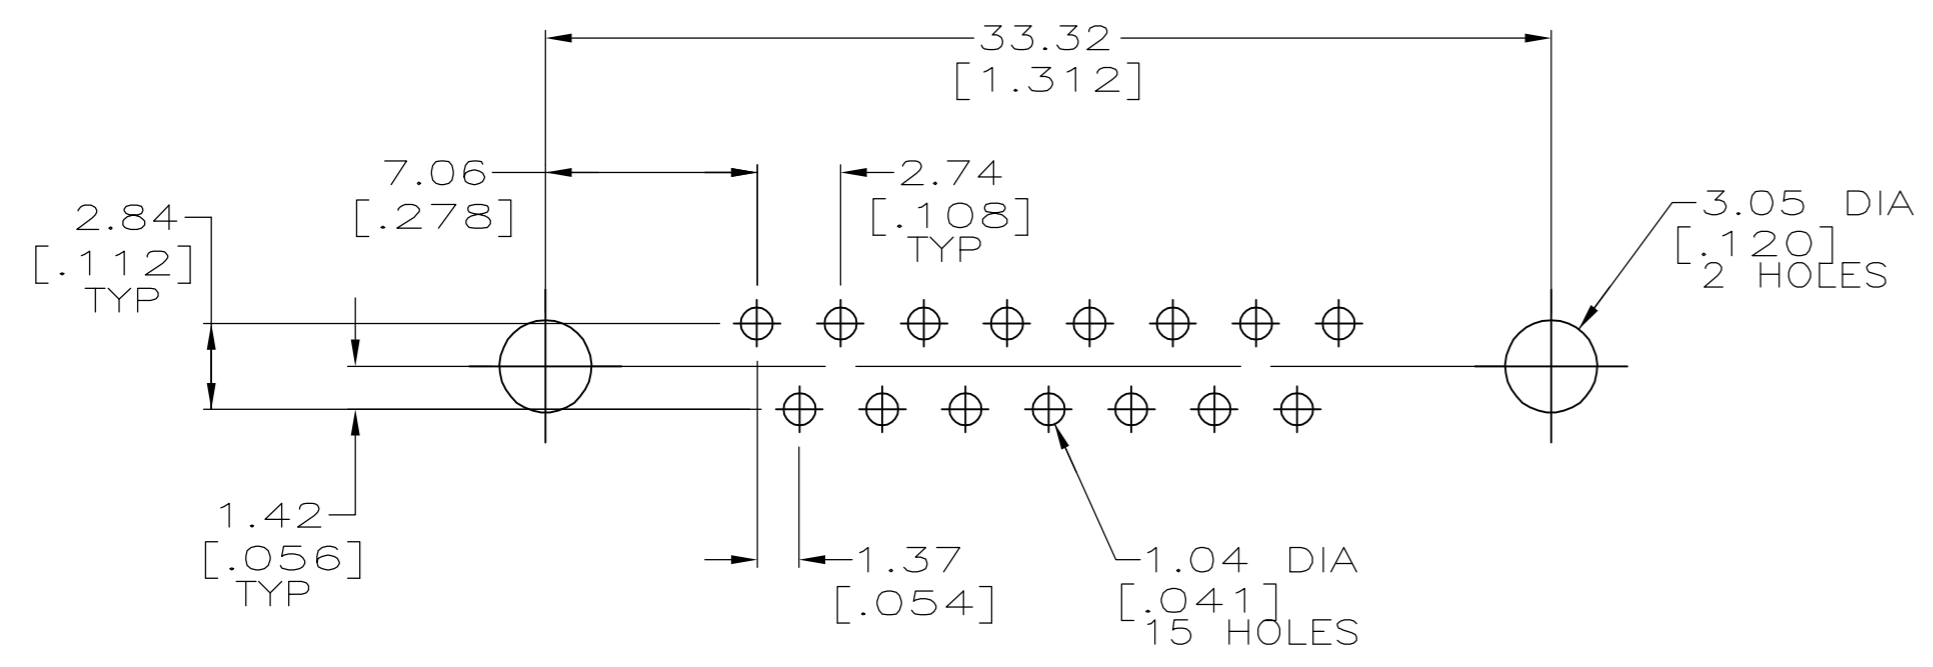 33.32
[1.312]
7.06
[.278]
2.74
[.108]
TYP
2.84
[.112]
TYP
3.05 DIA
[.120]
2 HOLES
1.42
[.056]
TYP
1.37
[.054]
1.04 DIA
[.041]
15 HOLES